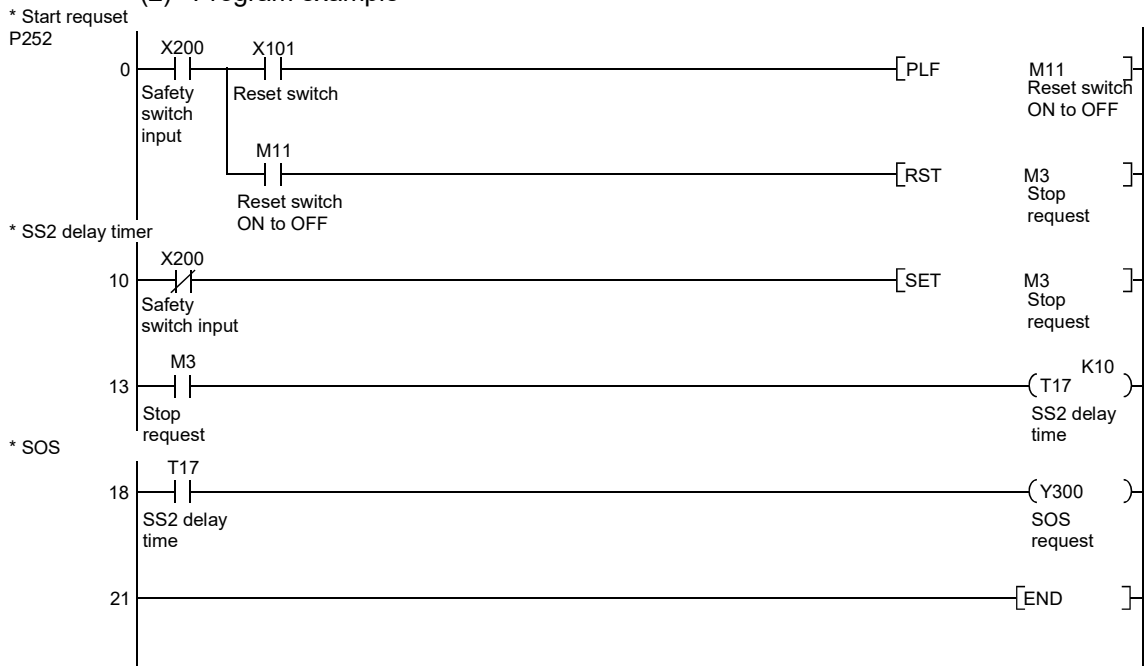 (2) Program example
* Start requset
P252
X200 X101
0 [PLF M11 ]
Safety Reset switch Reset switch
switch ON to OFF
input
M11
[RST M3 ]
Reset switch Stop
ON to OFF request
* SS2 delay timer
X200
10 [SET M3 ]
Safety Stop
switch input request
M3 K10
13 (T17 )
Stop SS2 delay
request time
* SOS
T17
18 (Y300 )
SS2 delay SOS
time request
21 [END ]